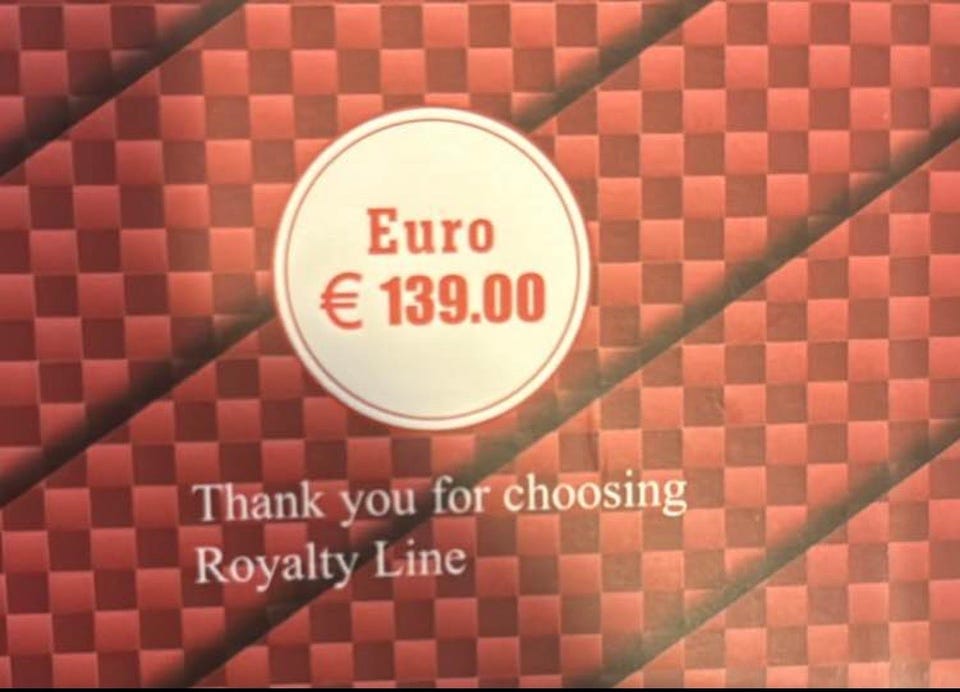 Euro
€ 139.00
Thank you for choosing
Royalty Line